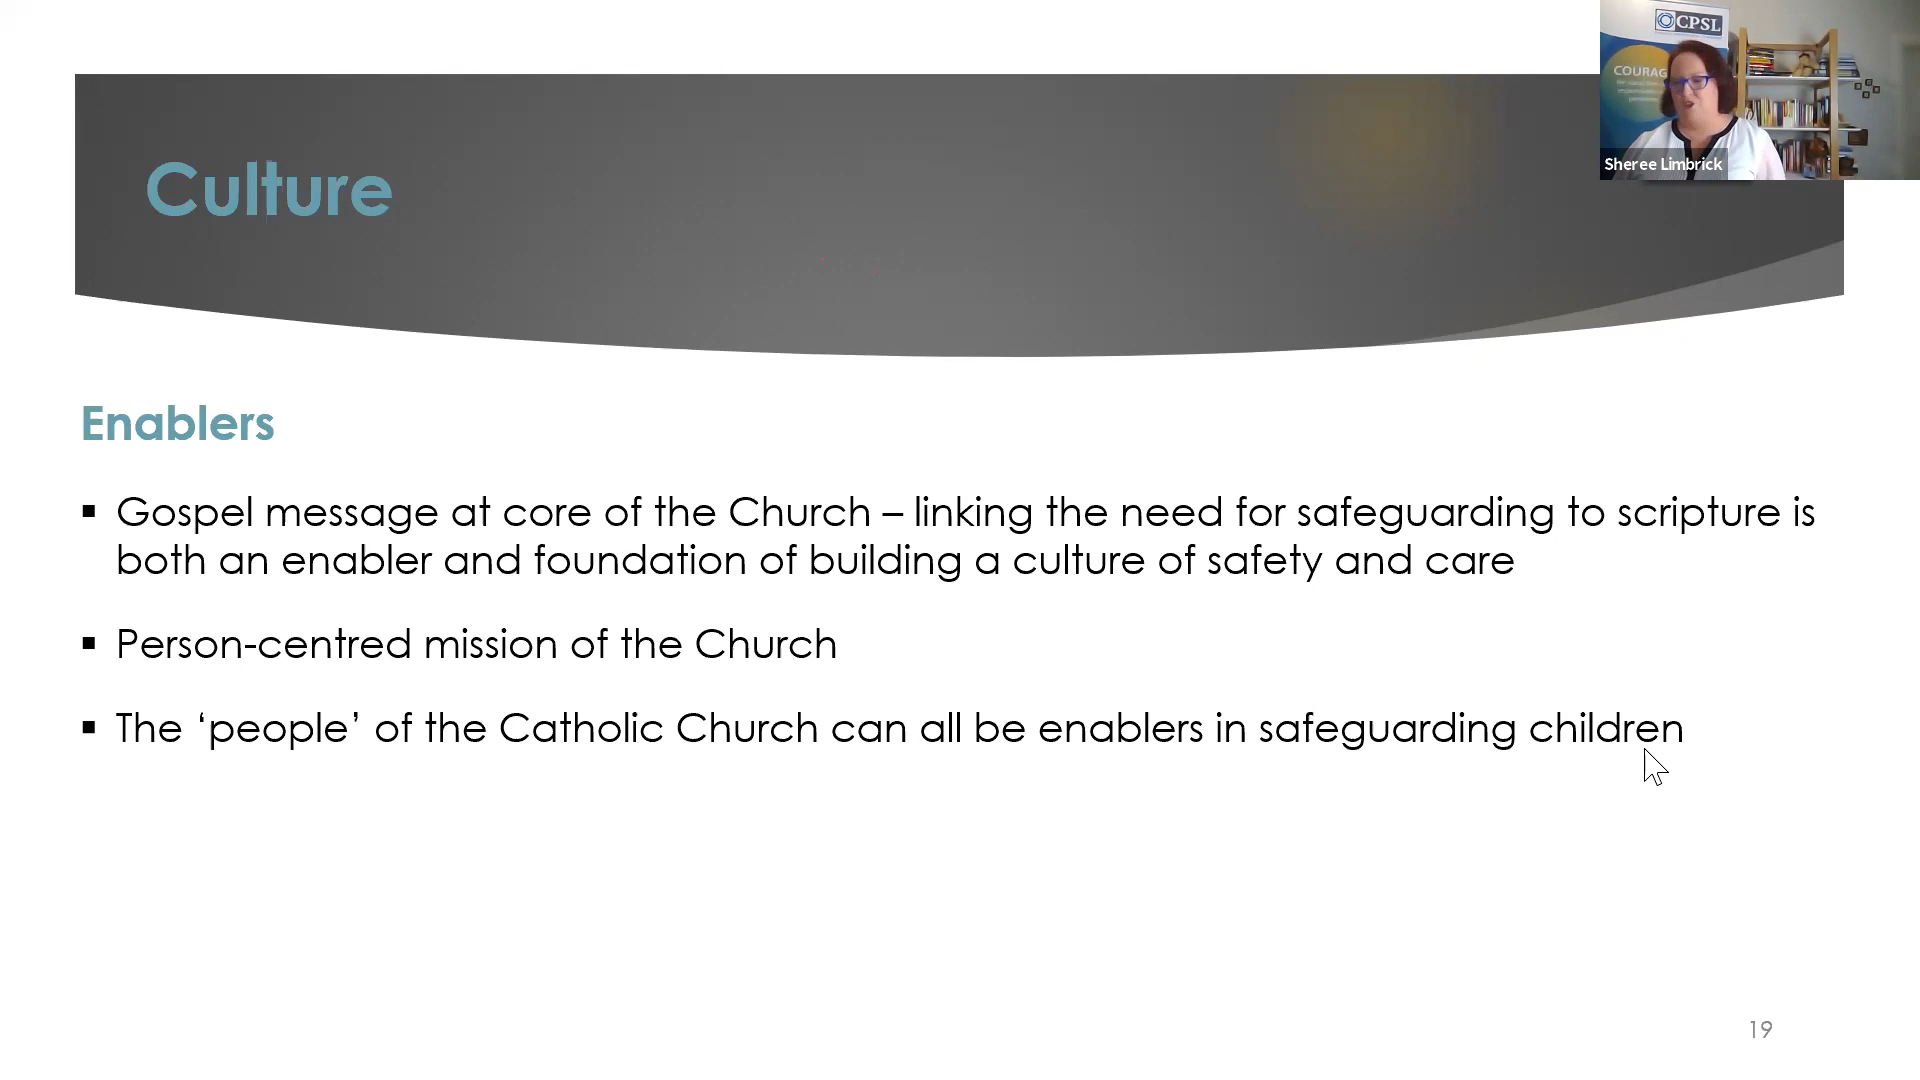 CPSL
COURAG
Sheree Limbrick
Culture
Enablers
▪ Gospel message at core of the Church – linking the need for safeguarding to scripture is
both an enabler and foundation of building a culture of safety and care
▪ Person-centred mission of the Church
▪ The ‘people’ of the Catholic Church can all be enablers in safeguarding children
19